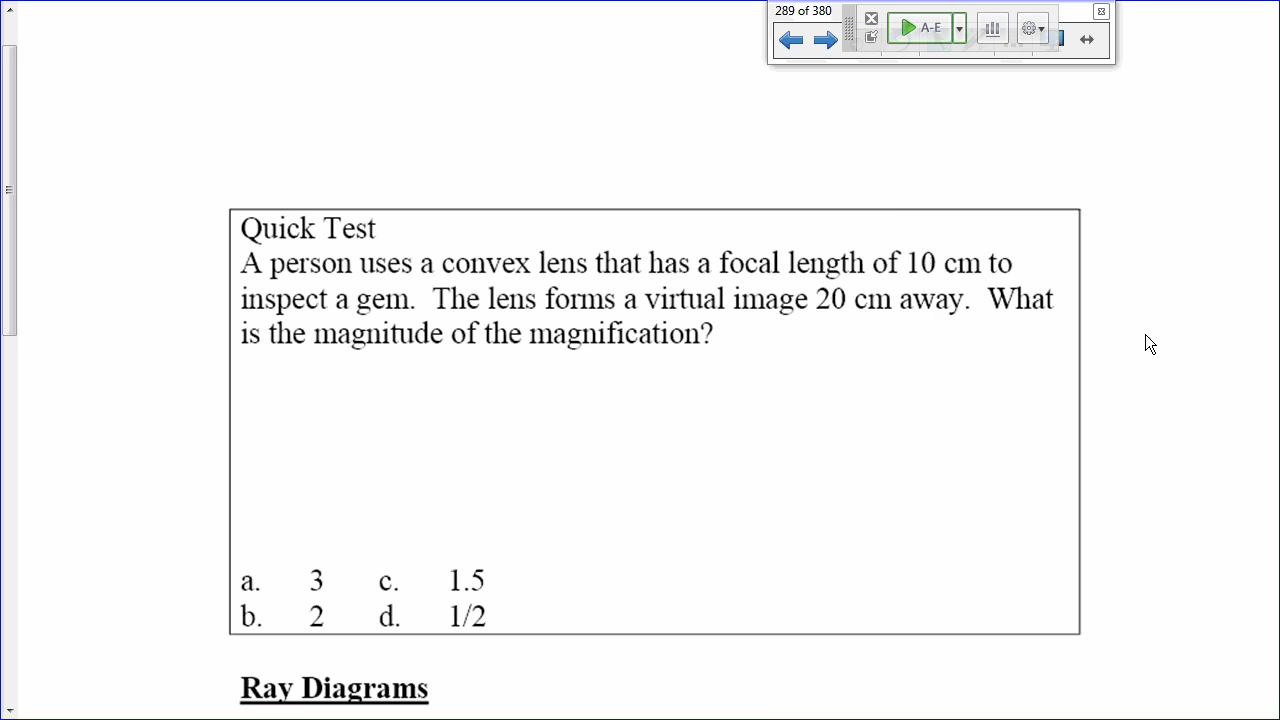 289 of 380
A-E
Quick Test
A person uses a convex lens that has a focal length of 10 cm to
inspect a gem.  The lens forms a virtual image 20 cm away.  What
is the magnitude of the magnification?
a. 3 c. 1.5
b. 2 d. 1/2
Ray Diagrams